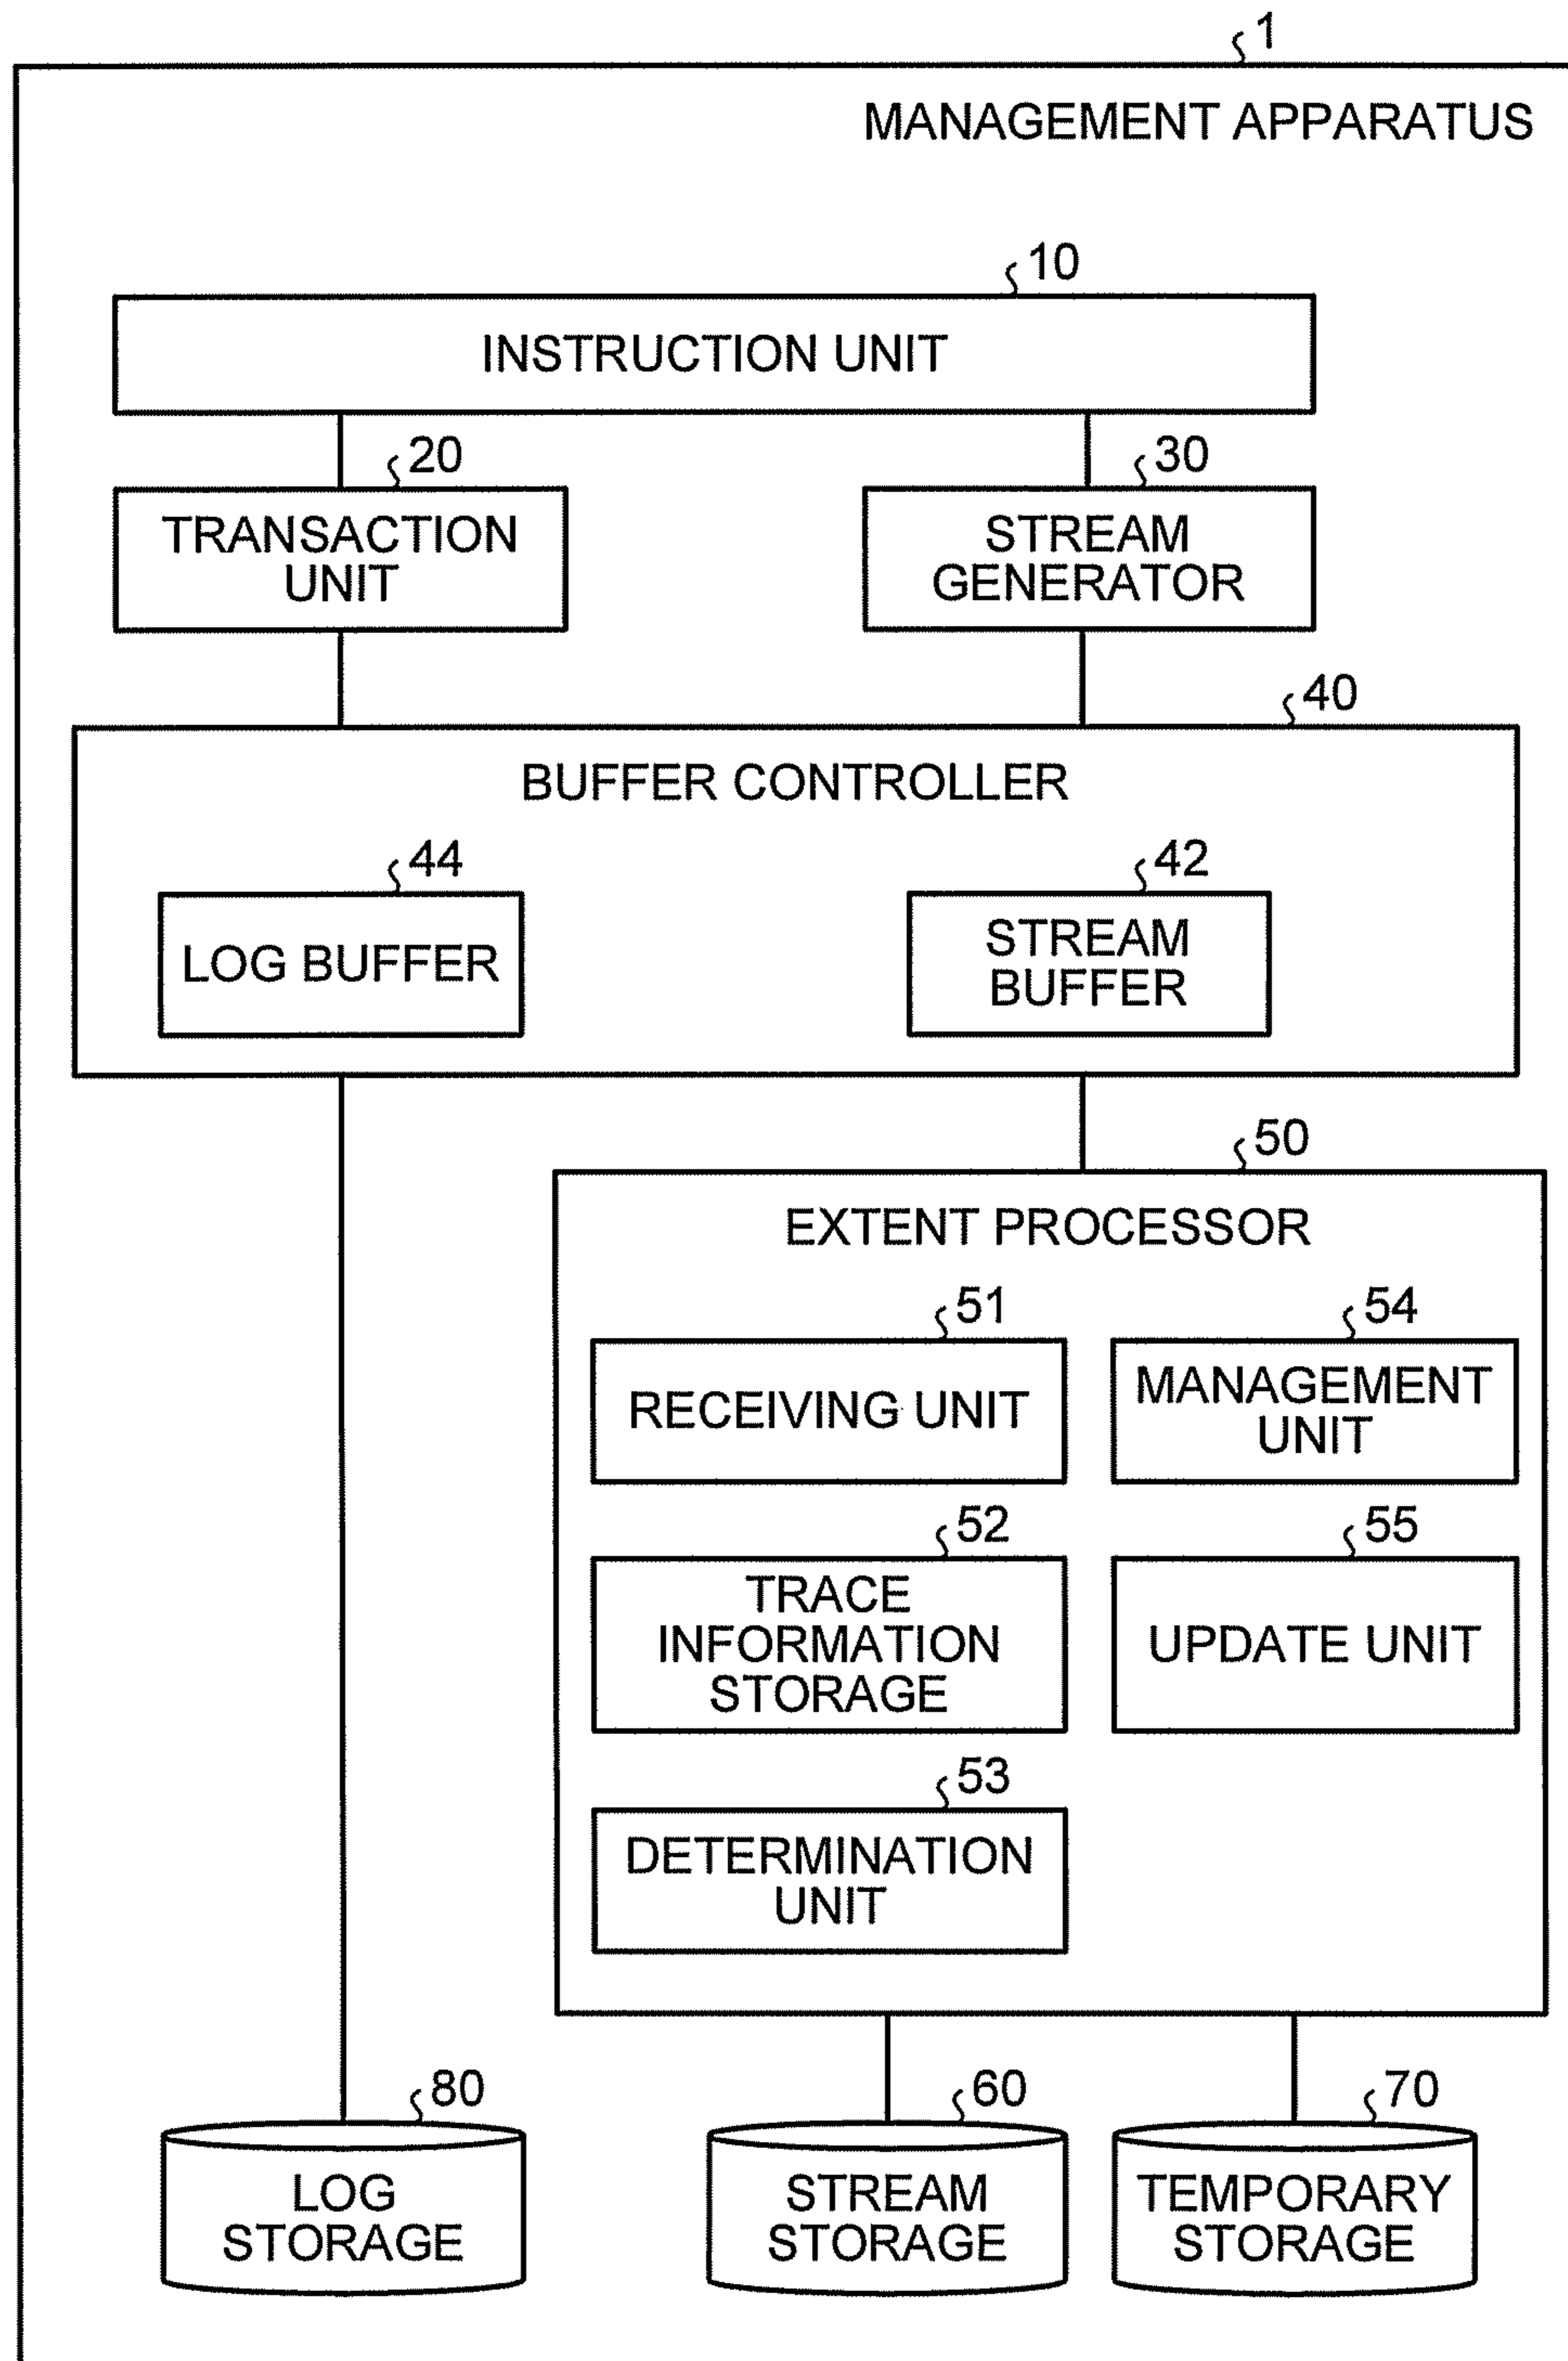 1
MANAGEMENT APPARATUS
10
INSTRUCTION UNIT
20
30
TRANSACTION
UNIT
STREAM
GENERATOR
40
BUFFER CONTROLLER
44
42
LOG BUFFER
STREAM
BUFFER
50
EXTENT PROCESSOR
51
54
RECEIVING UNIT
MANAGEMENT
UNIT
52
55
TRACE
INFORMATION
STORAGE
UPDATE UNIT
53
DETERMINATION
UNIT
80
60
70
LOG
STORAGE
STREAM
STORAGE
TEMPORARY
STORAGE